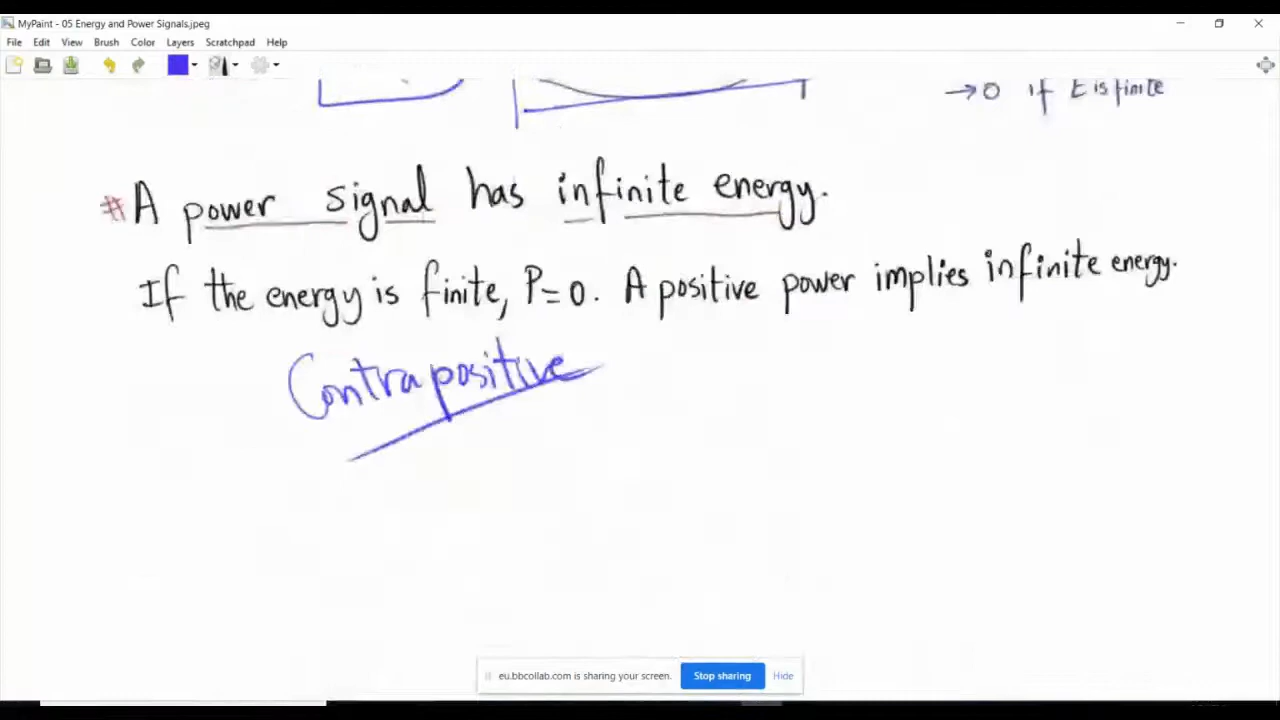 MyPaint - 05 Energy and Power Signals.jpeg
File Edit View Brush Color Layers Scratchpad Help
→0 if E is finite
# A power signal has infinite energy.
If the energy is finite, P=0. A positive power implies infinite energy.
Contrapositive
eu.bbcollab.com is sharing your screen. Stop sharing Hide